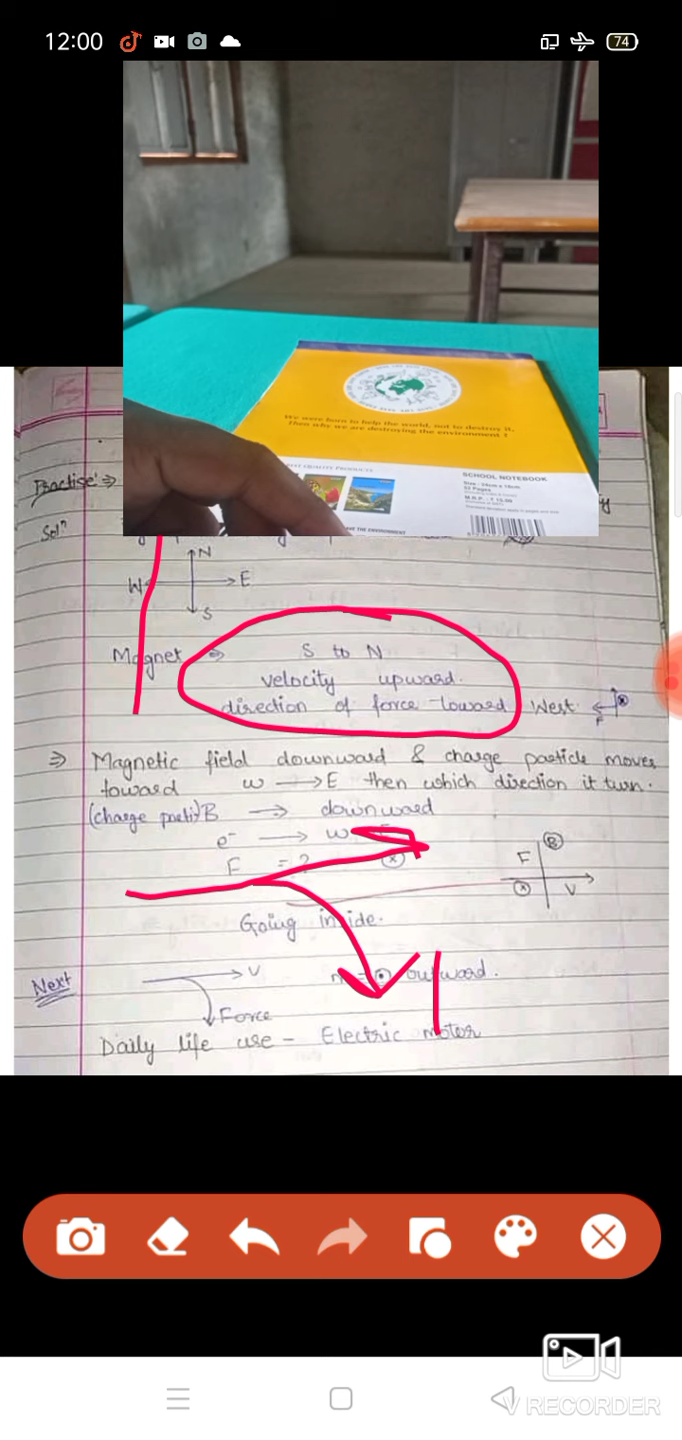 12:00
74
We were born to help the world, not to destroy it.
Then why we are destroying the environment !
SCHOOL NOTEBOOK
52 Pages
Practise ⇒
Solⁿ
N
W E
S
Magnet ⇒ S to N
velocity upward.
direction of force toward West
F
⇒ Magnetic field downward & charge particle moves
toward W → E then which direction it turn.
B → downward
e⁻ → W
F = ?
B
F
V
Going inside.
Next
V
outward.
Force
Daily life use - Electric motor
V RECORDER